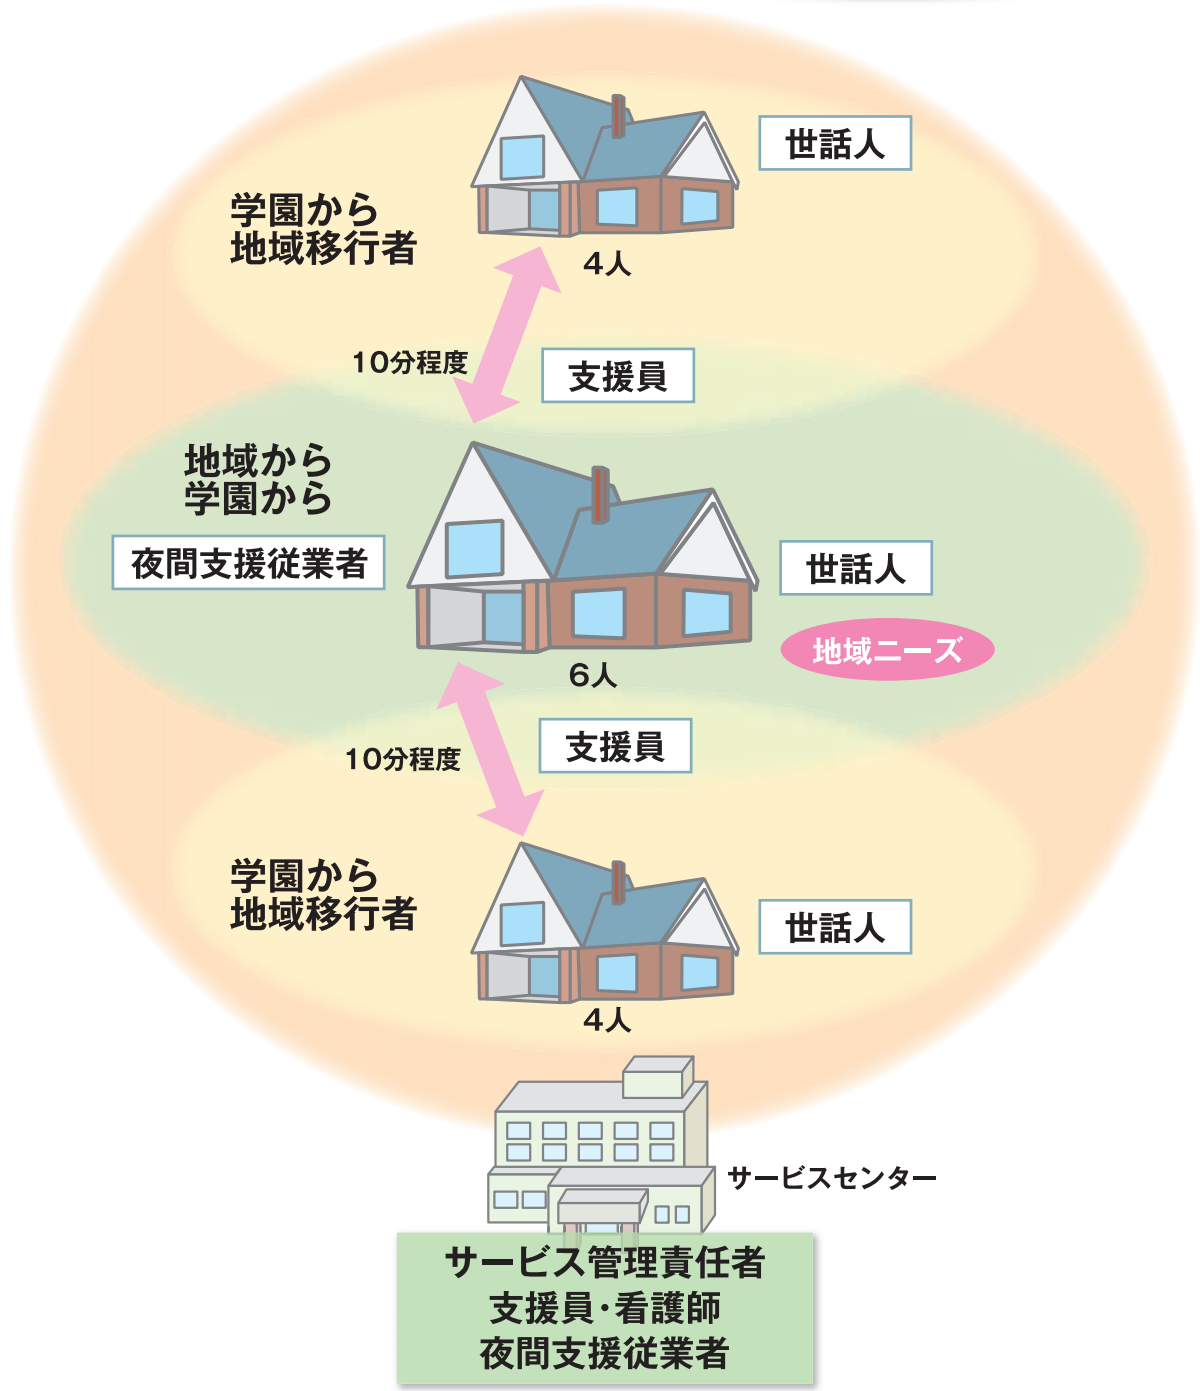 世話人
学園から
地域移行者
4人
10分程度
支援員
地域から
学園から
夜間支援従業者
世話人
地域ニーズ
6人
支援員
10分程度
学園から
地域移行者
世話人
4人
サービスセンター
サービス管理責任者
支援員・看護師
夜間支援従業者